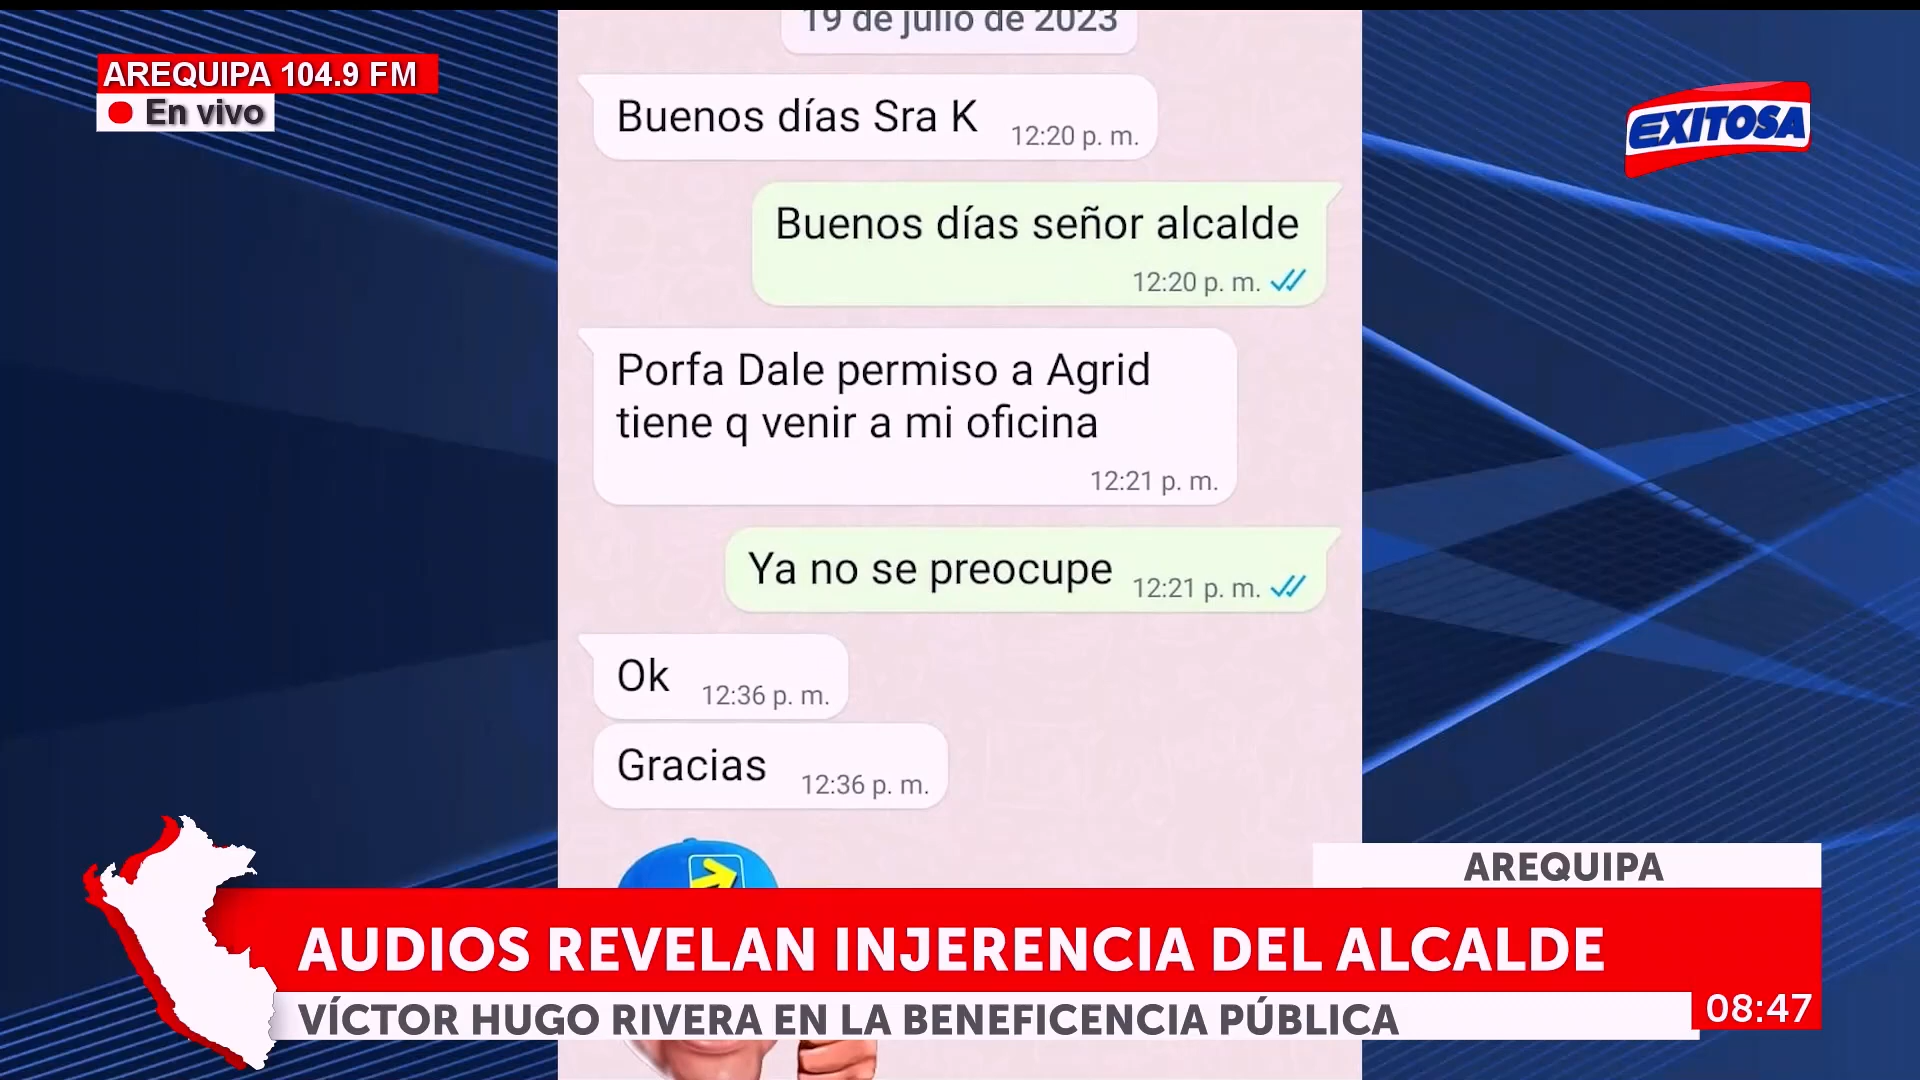 19 de julio de 2023
AREQUIPA 104.9 FM
En vivo
EXITOSA
Buenos días Sra K
12:20 p. m.
Buenos días señor alcalde
12:20 p. m.
Porfa Dale permiso a Agrid
tiene q venir a mi oficina
12:21 p. m.
Ya no se preocupe
12:21 p. m.
Ok
12:36 p. m.
Gracias
12:36 p. m.
AREQUIPA
AUDIOS REVELAN INJERENCIA DEL ALCALDE
VÍCTOR HUGO RIVERA EN LA BENEFICENCIA PÚBLICA
08:47